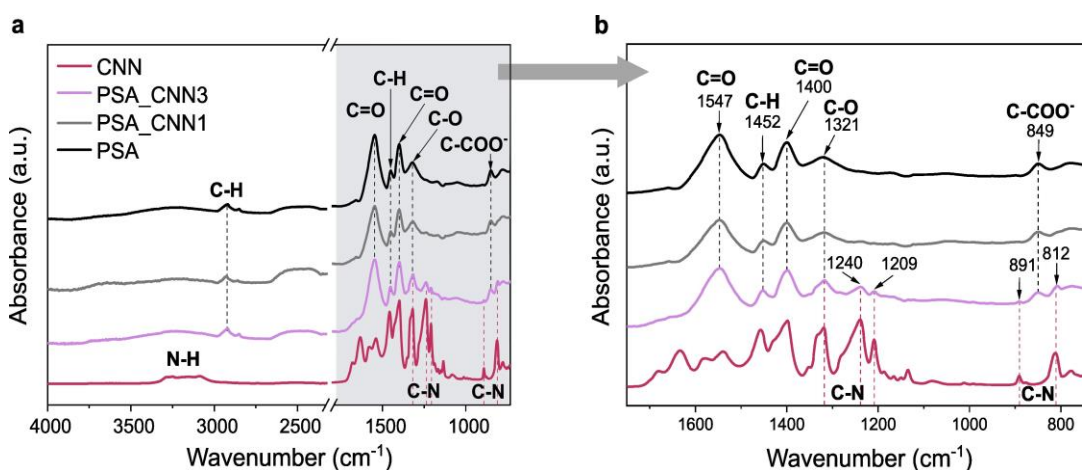 a
CNN
PSA_CNN3
PSA_CNN1
PSA
C-H
N-H
C=O
C-H
C=O
C-O
C-COO⁻
C-N
C-N
Absorbance (a.u.)
4000 3500 3000 2500 1500 1000
Wavenumber (cm⁻¹)
b
C=O
1547
C-H
1452
C=O
1400
C-O
1321
C-COO⁻
849
1240
1209
891
812
C-N
C-N
Absorbance (a.u.)
1600 1400 1200 1000 800
Wavenumber (cm⁻¹)